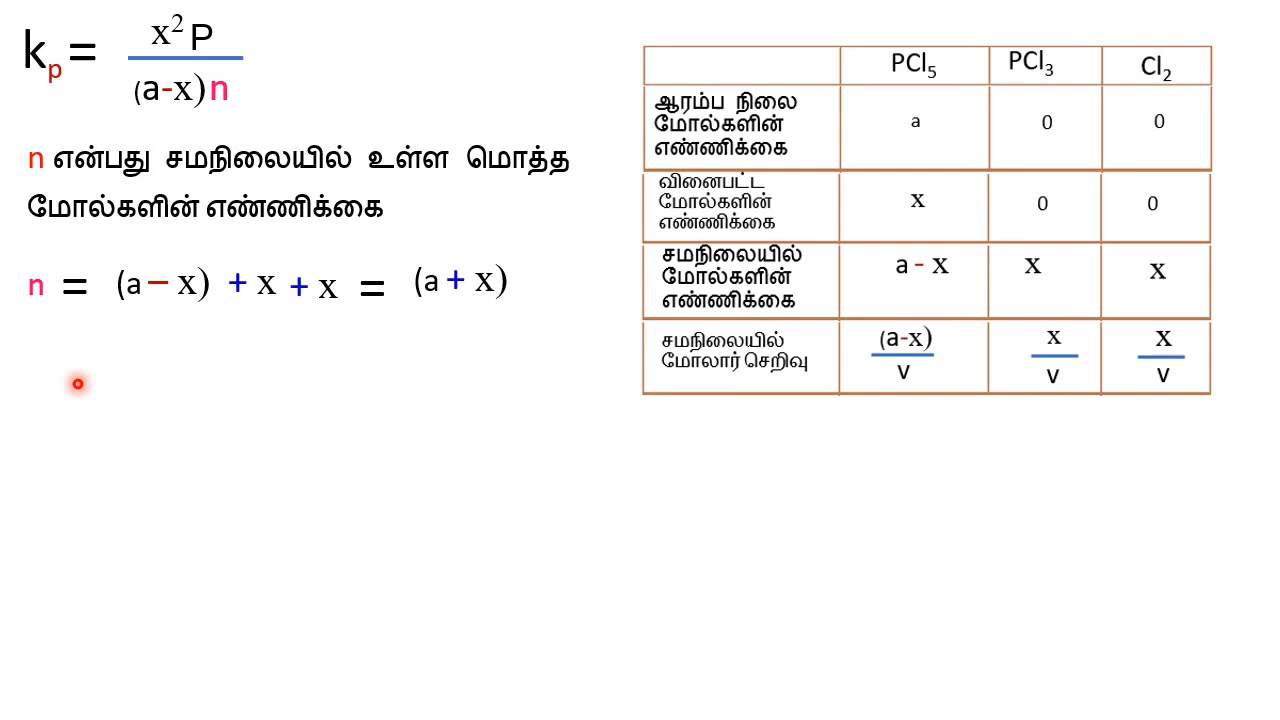 kₚ = x² P / (a-x) n
n என்பது சமநிலையில் உள்ள மொத்த
மோல்களின் எண்ணிக்கை
n = (a − x) + x + x = (a + x)
PCl₅ PCl₃ Cl₂
ஆரம்ப நிலை
மோல்களின்
எண்ணிக்கை
a 0 0
வினைபட்ட
மோல்களின்
எண்ணிக்கை
x 0 0
சமநிலையில்
மோல்களின்
எண்ணிக்கை
a - x x x
சமநிலையில்
மோலார் செறிவு
(a-x) / v x / v x / v